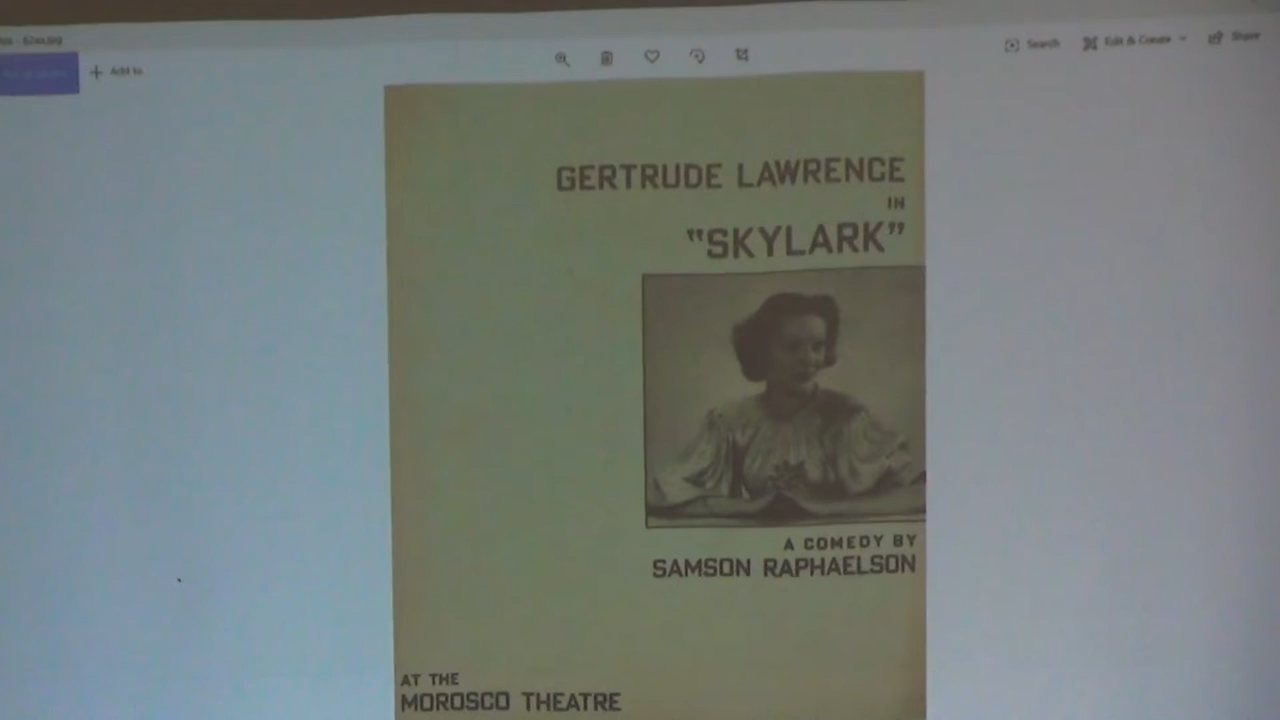 Add to
Search
Edit & Create
Share
GERTRUDE LAWRENCE
IN
"SKYLARK"
A COMEDY BY
SAMSON RAPHAELSON
AT THE
MOROSCO THEATRE